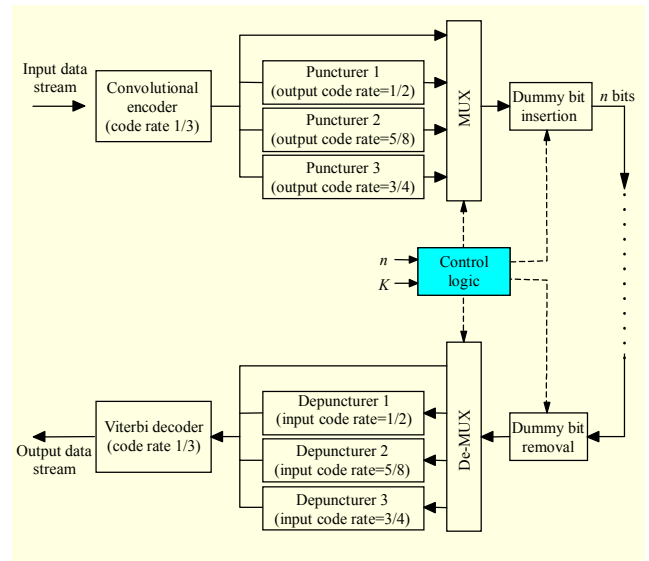 Input data
stream
Convolutional
encoder
(code rate 1/3)
Puncturer 1
(output code rate=1/2)
Puncturer 2
(output code rate=5/8)
Puncturer 3
(output code rate=3/4)
MUX
Dummy bit
insertion
n bits
n
K
Control
logic
Viterbi decoder
(code rate 1/3)
Output data
stream
Depuncturer 1
(input code rate=1/2)
Depuncturer 2
(input code rate=5/8)
Depuncturer 3
(input code rate=3/4)
De-MUX
Dummy bit
removal